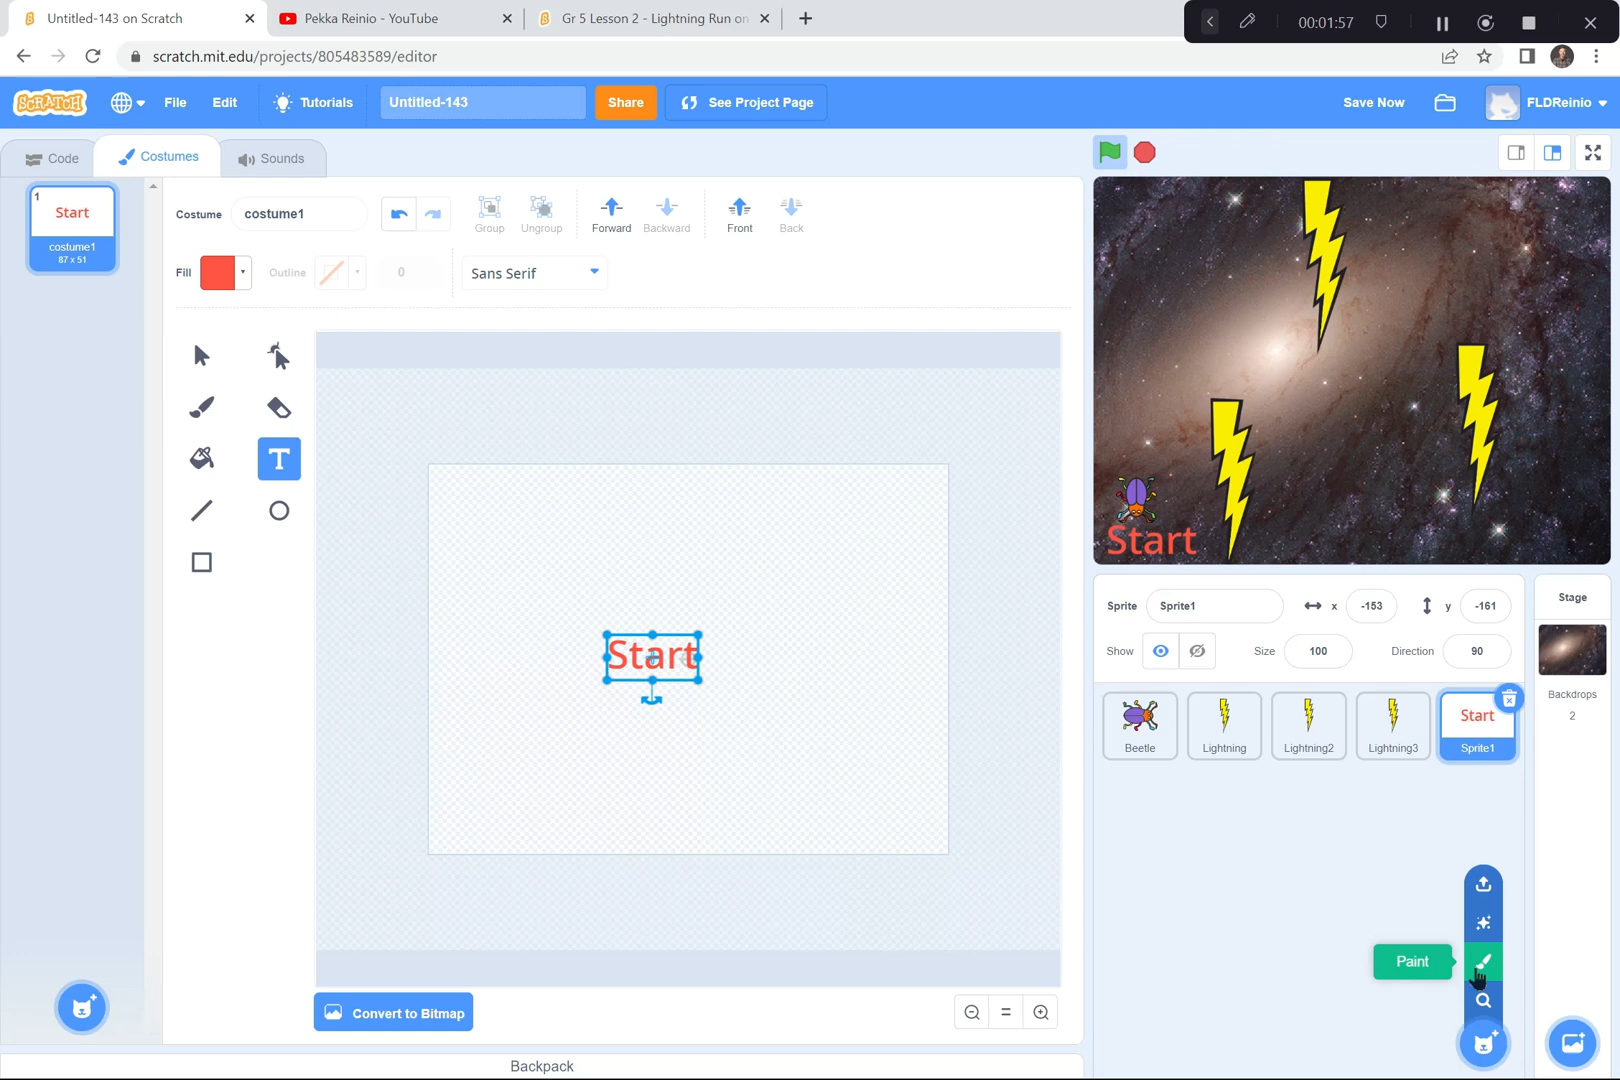 Untitled-143 on Scratch
Pekka Reinio - YouTube
Gr 5 Lesson 2 - Lightning Run on
00:01:57
scratch.mit.edu/projects/805483589/editor
SCRATCH
File
Edit
Tutorials
Untitled-143
Share
See Project Page
Save Now
FLDReinio
Code
Costumes
Sounds
1
Start
costume1
87 x 51
Costume
costume1
Group
Ungroup
Forward
Backward
Front
Back
Fill
Outline
0
Sans Serif
T
Start
Convert to Bitmap
Backpack
Start
Sprite
Sprite1
x
-153
y
-161
Show
Size
100
Direction
90
Beetle
Lightning
Lightning2
Lightning3
Start
Sprite1
Paint
Stage
Backdrops
2